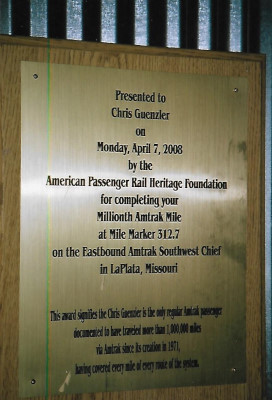 Presented to
Chris Guenzler
on
Monday, April 7, 2008
by the
American Passenger Rail Heritage Foundation
for completing your
Millionth Amtrak Mile
at Mile Marker 312.7
on the Eastbound Amtrak Southwest Chief
in LaPlata, Missouri
This award signifies the Chris Guenzler is the only regular Amtrak passenger
documented to have traveled more than 1,000,000 miles
via Amtrak since its creation in 1971,
having covered every mile of every route of the system.